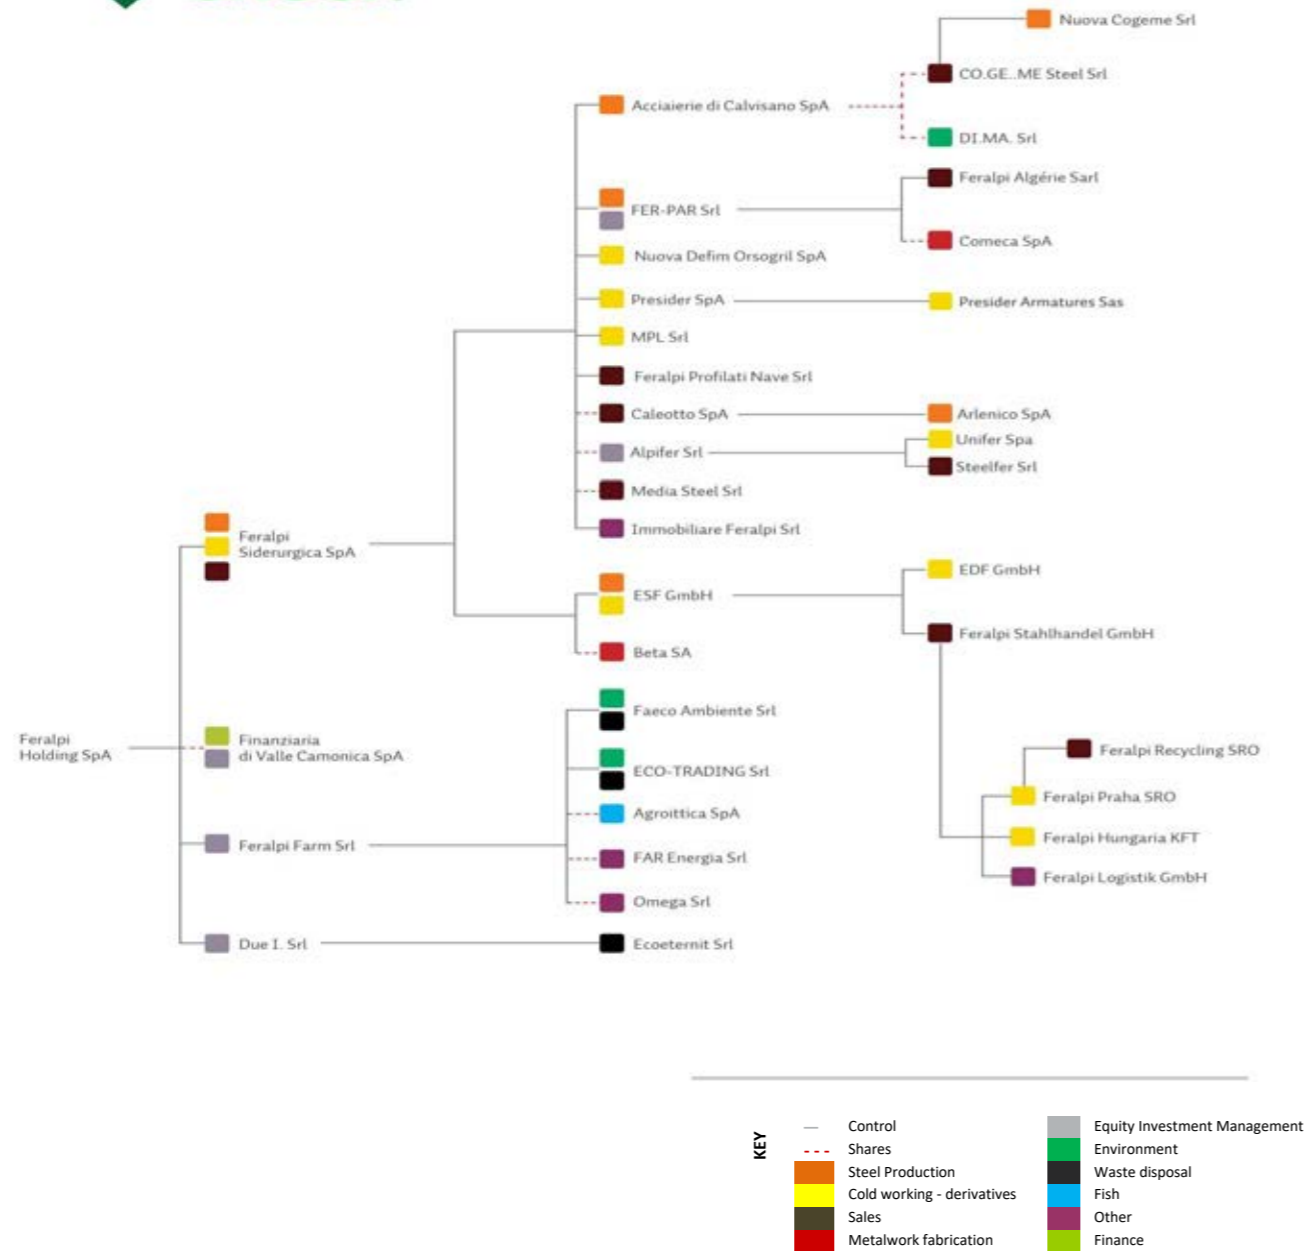 Nuova Cogeme Srl
CO.GE..ME Steel Srl
Acciaierie di Calvisano SpA
DI.MA. Srl
Feralpi Algérie Sarl
FER-PAR Srl
Comeca SpA
Nuova Defim Orsogril SpA
Presider SpA
Presider Armatures Sas
MPL Srl
Feralpi Profilati Nave Srl
Caleotto SpA
Arlenico SpA
Unifer Spa
Alpifer Srl
Steelfer Srl
Media Steel Srl
Immobiliare Feralpi Srl
Feralpi
Siderurgica SpA
EDF GmbH
ESF GmbH
Feralpi Stahlhandel GmbH
Beta SA
Faeco Ambiente Srl
Feralpi
Holding SpA
Finanziaria
di Valle Camonica SpA
Feralpi Recycling SRO
ECO-TRADING Srl
Feralpi Praha SRO
Agroittica SpA
Feralpi Hungaria KFT
Feralpi Farm Srl
FAR Energia Srl
Feralpi Logistik GmbH
Omega Srl
Due I. Srl
Ecoeternit Srl
KEY
Control
Shares
Steel Production
Cold working - derivatives
Sales
Metalwork fabrication
Equity Investment Management
Environment
Waste disposal
Fish
Other
Finance